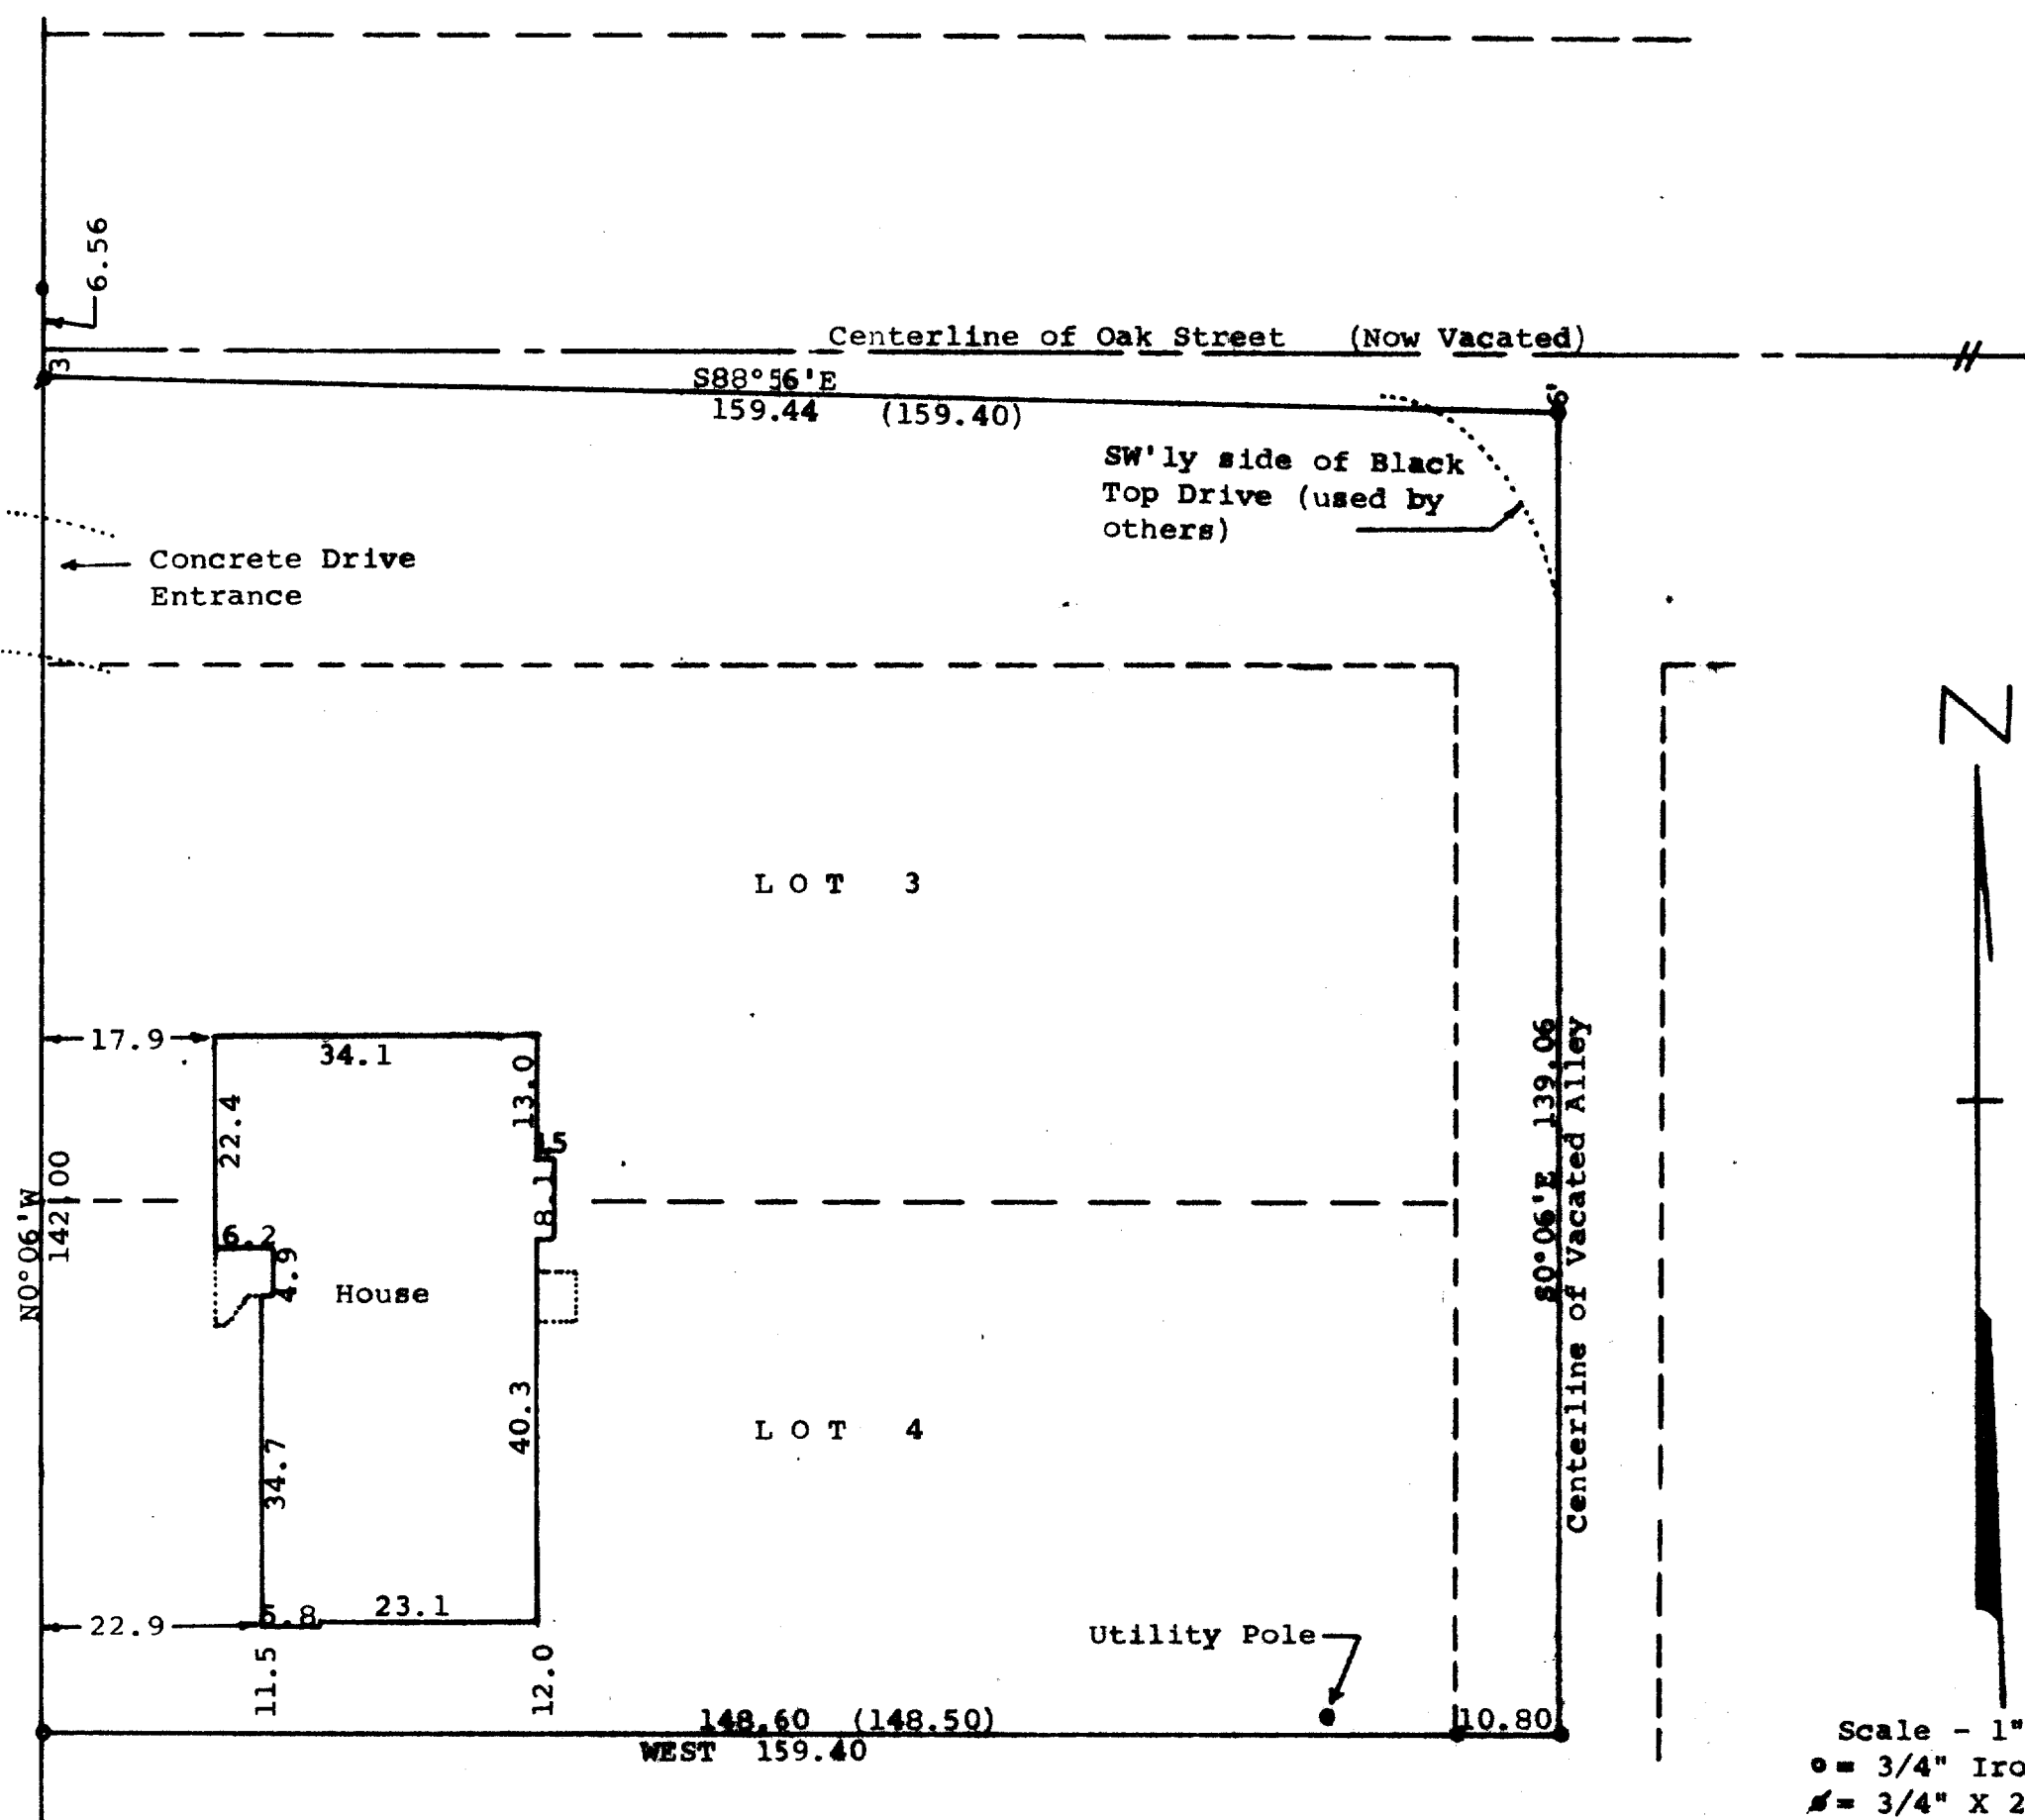 6.56
Centerline of Oak Street (Now Vacated)
3
S88°56'E
159.44 (159.40)
6'
SW'ly side of Black
Top Drive (used by
others)
Concrete Drive
Entrance
N
LOT 3
17.9
34.1
13.0
22.4
8.1
6.2
4.9
House
N0°06'W
142.00
S0°06'E 139.06
Centerline of Vacated Alley
40.3
34.7
LOT 4
22.9
5.8
23.1
11.5
12.0
Utility Pole
148.60 (148.50)
10.80
WEST 159.40
Scale - 1"
= 3/4" Iro
= 3/4" X 2